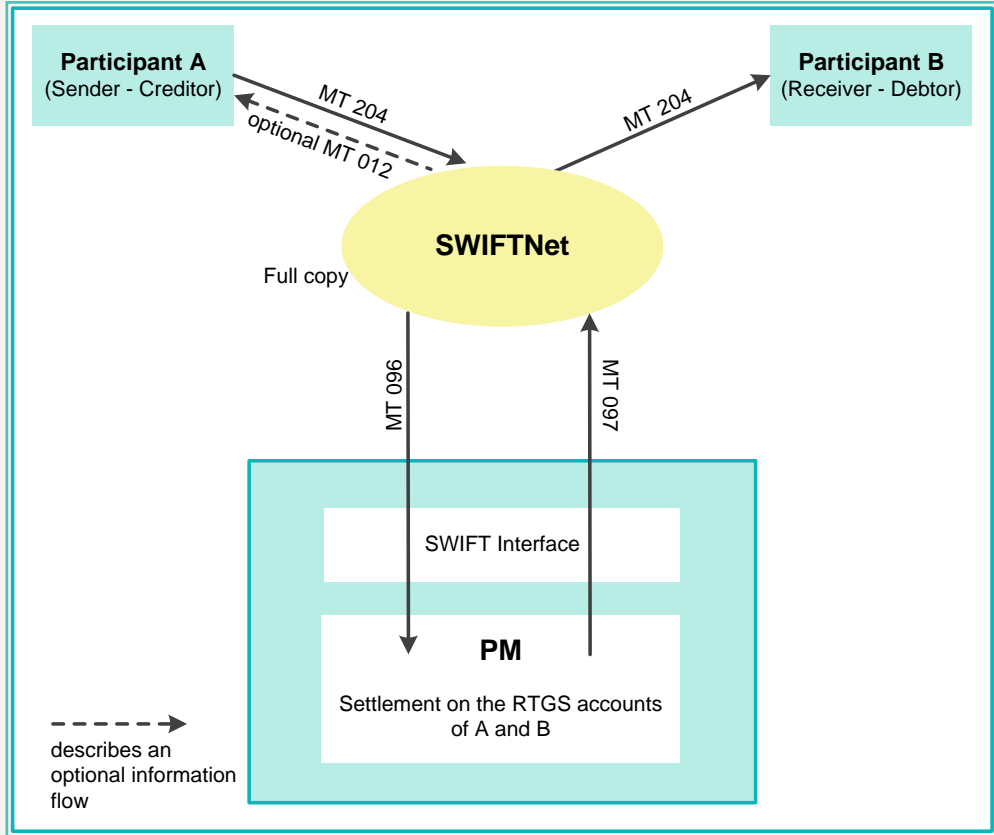 Participant A
(Sender - Creditor)
Participant B
(Receiver - Debtor)
MT 204
optional MT 012
MT 204
SWIFTNet
Full copy
MT 096
MT 097
SWIFT Interface
PM
Settlement on the RTGS accounts
of A and B
describes an
optional information
flow